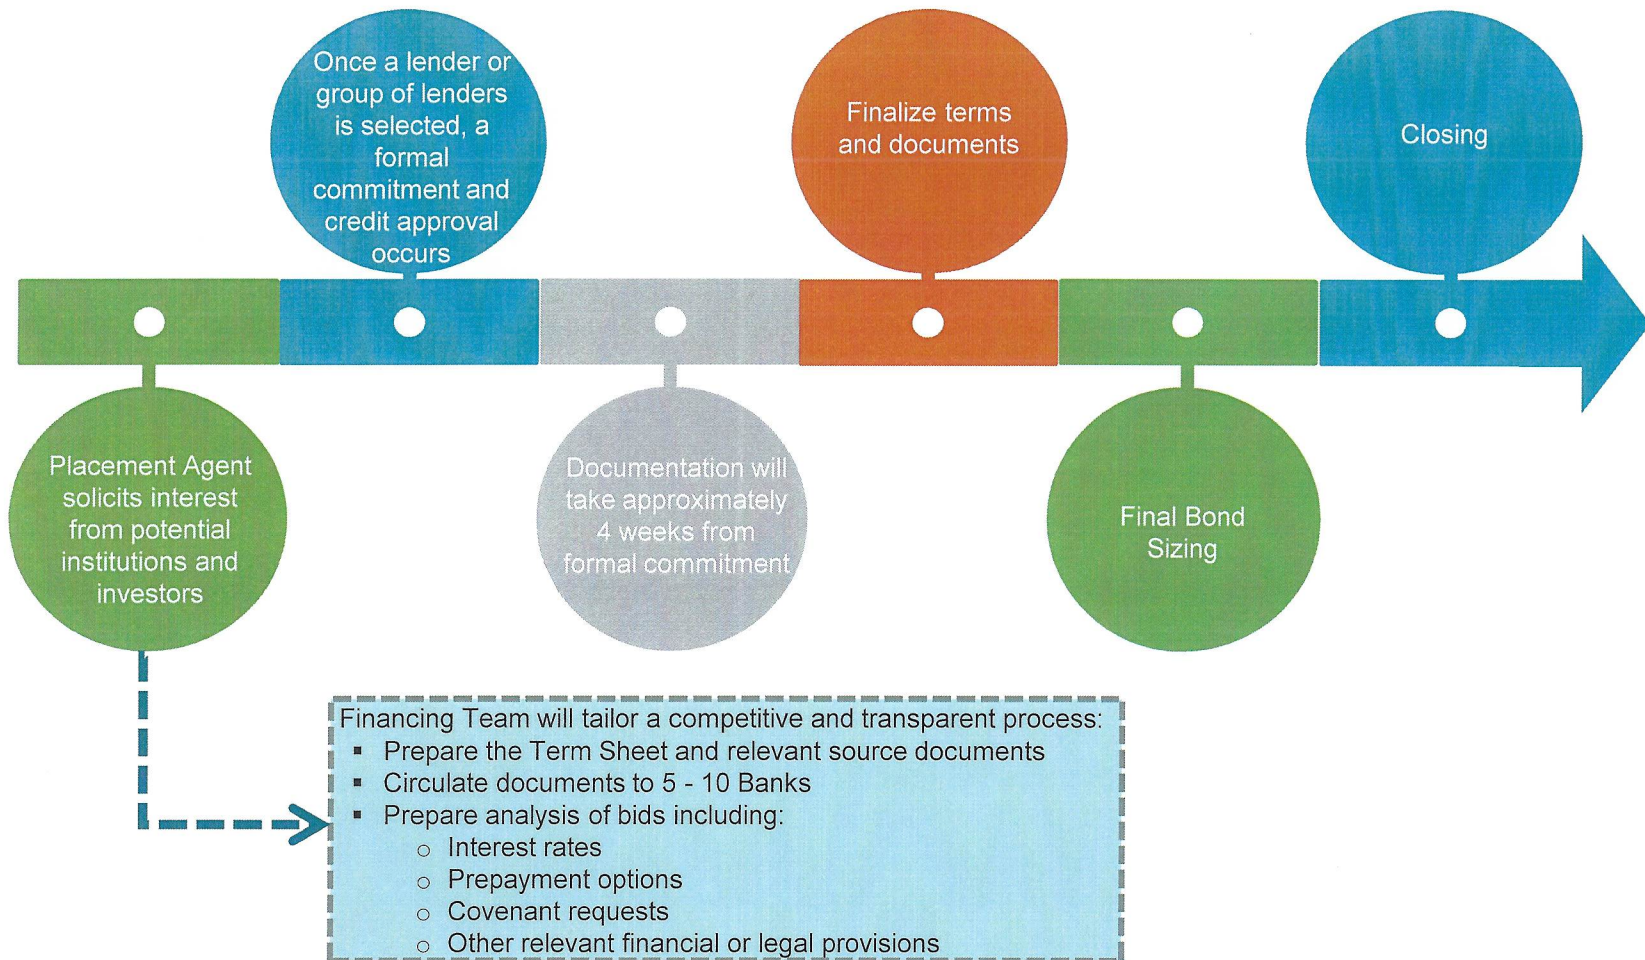 Once a lender or
group of lenders
is selected, a
formal
commitment and
credit approval
occurs
Finalize terms
and documents
Closing
Placement Agent
solicits interest
from potential
institutions and
investors
Documentation will
take approximately
4 weeks from
formal commitment
Final Bond
Sizing
Financing Team will tailor a competitive and transparent process:
▪ Prepare the Term Sheet and relevant source documents
▪ Circulate documents to 5 - 10 Banks
▪ Prepare analysis of bids including:
o Interest rates
o Prepayment options
o Covenant requests
o Other relevant financial or legal provisions